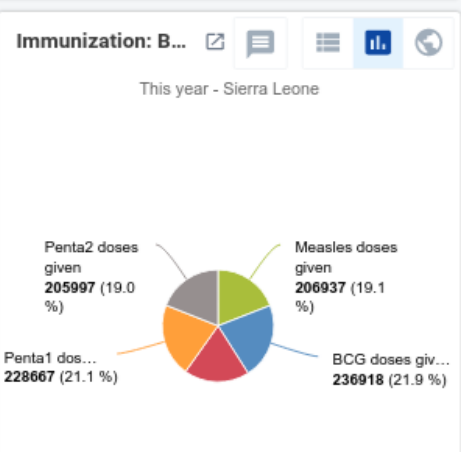 Immunization: B...
This year - Sierra Leone
Penta2 doses
given
205997 (19.0
%)
Measles doses
given
206937 (19.1
%)
Penta1 dos...
228667 (21.1 %)
BCG doses giv...
236918 (21.9 %)